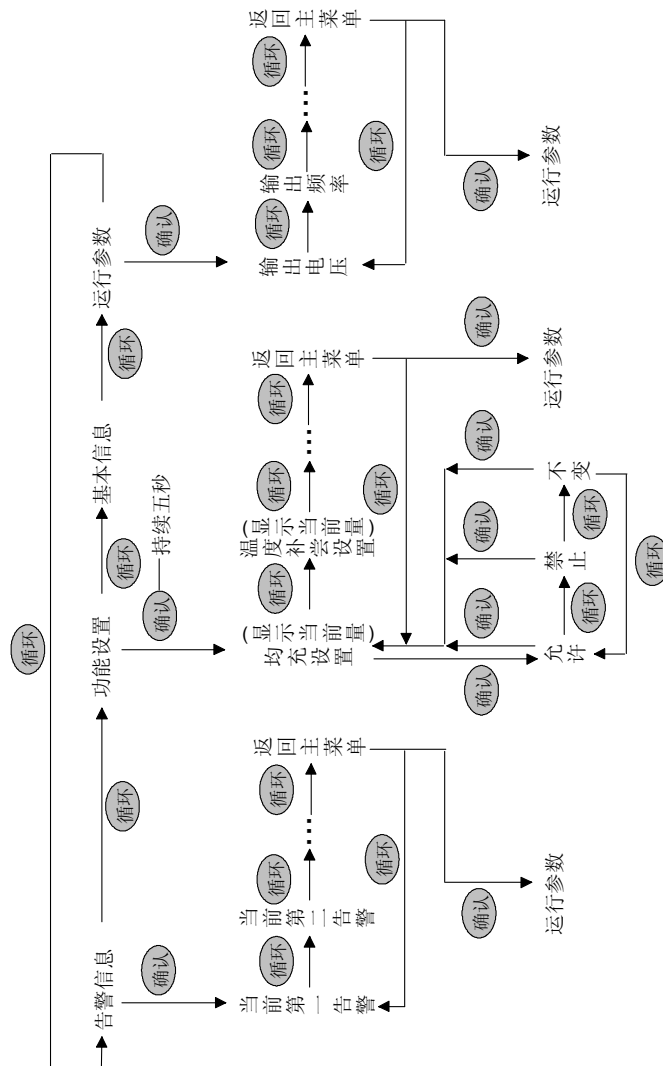 循环
告警信息
循环
功能设置
循环
基本信息
循环
运行参数
确认
确认
持续五秒
确认
当前第一告警
循环
当前第二告警
循环
…
循环
返回主菜单
循环
确认
运行参数
均充设置
(显示当前量)
循环
温度补尝设置
(显示当前量)
循环
…
循环
返回主菜单
循环
确认
确认
确认
确认
确认
允许
循环
禁止
循环
不变
循环
运行参数
输出电压
循环
输出频率
循环
…
循环
返回主菜单
循环
确认
运行参数